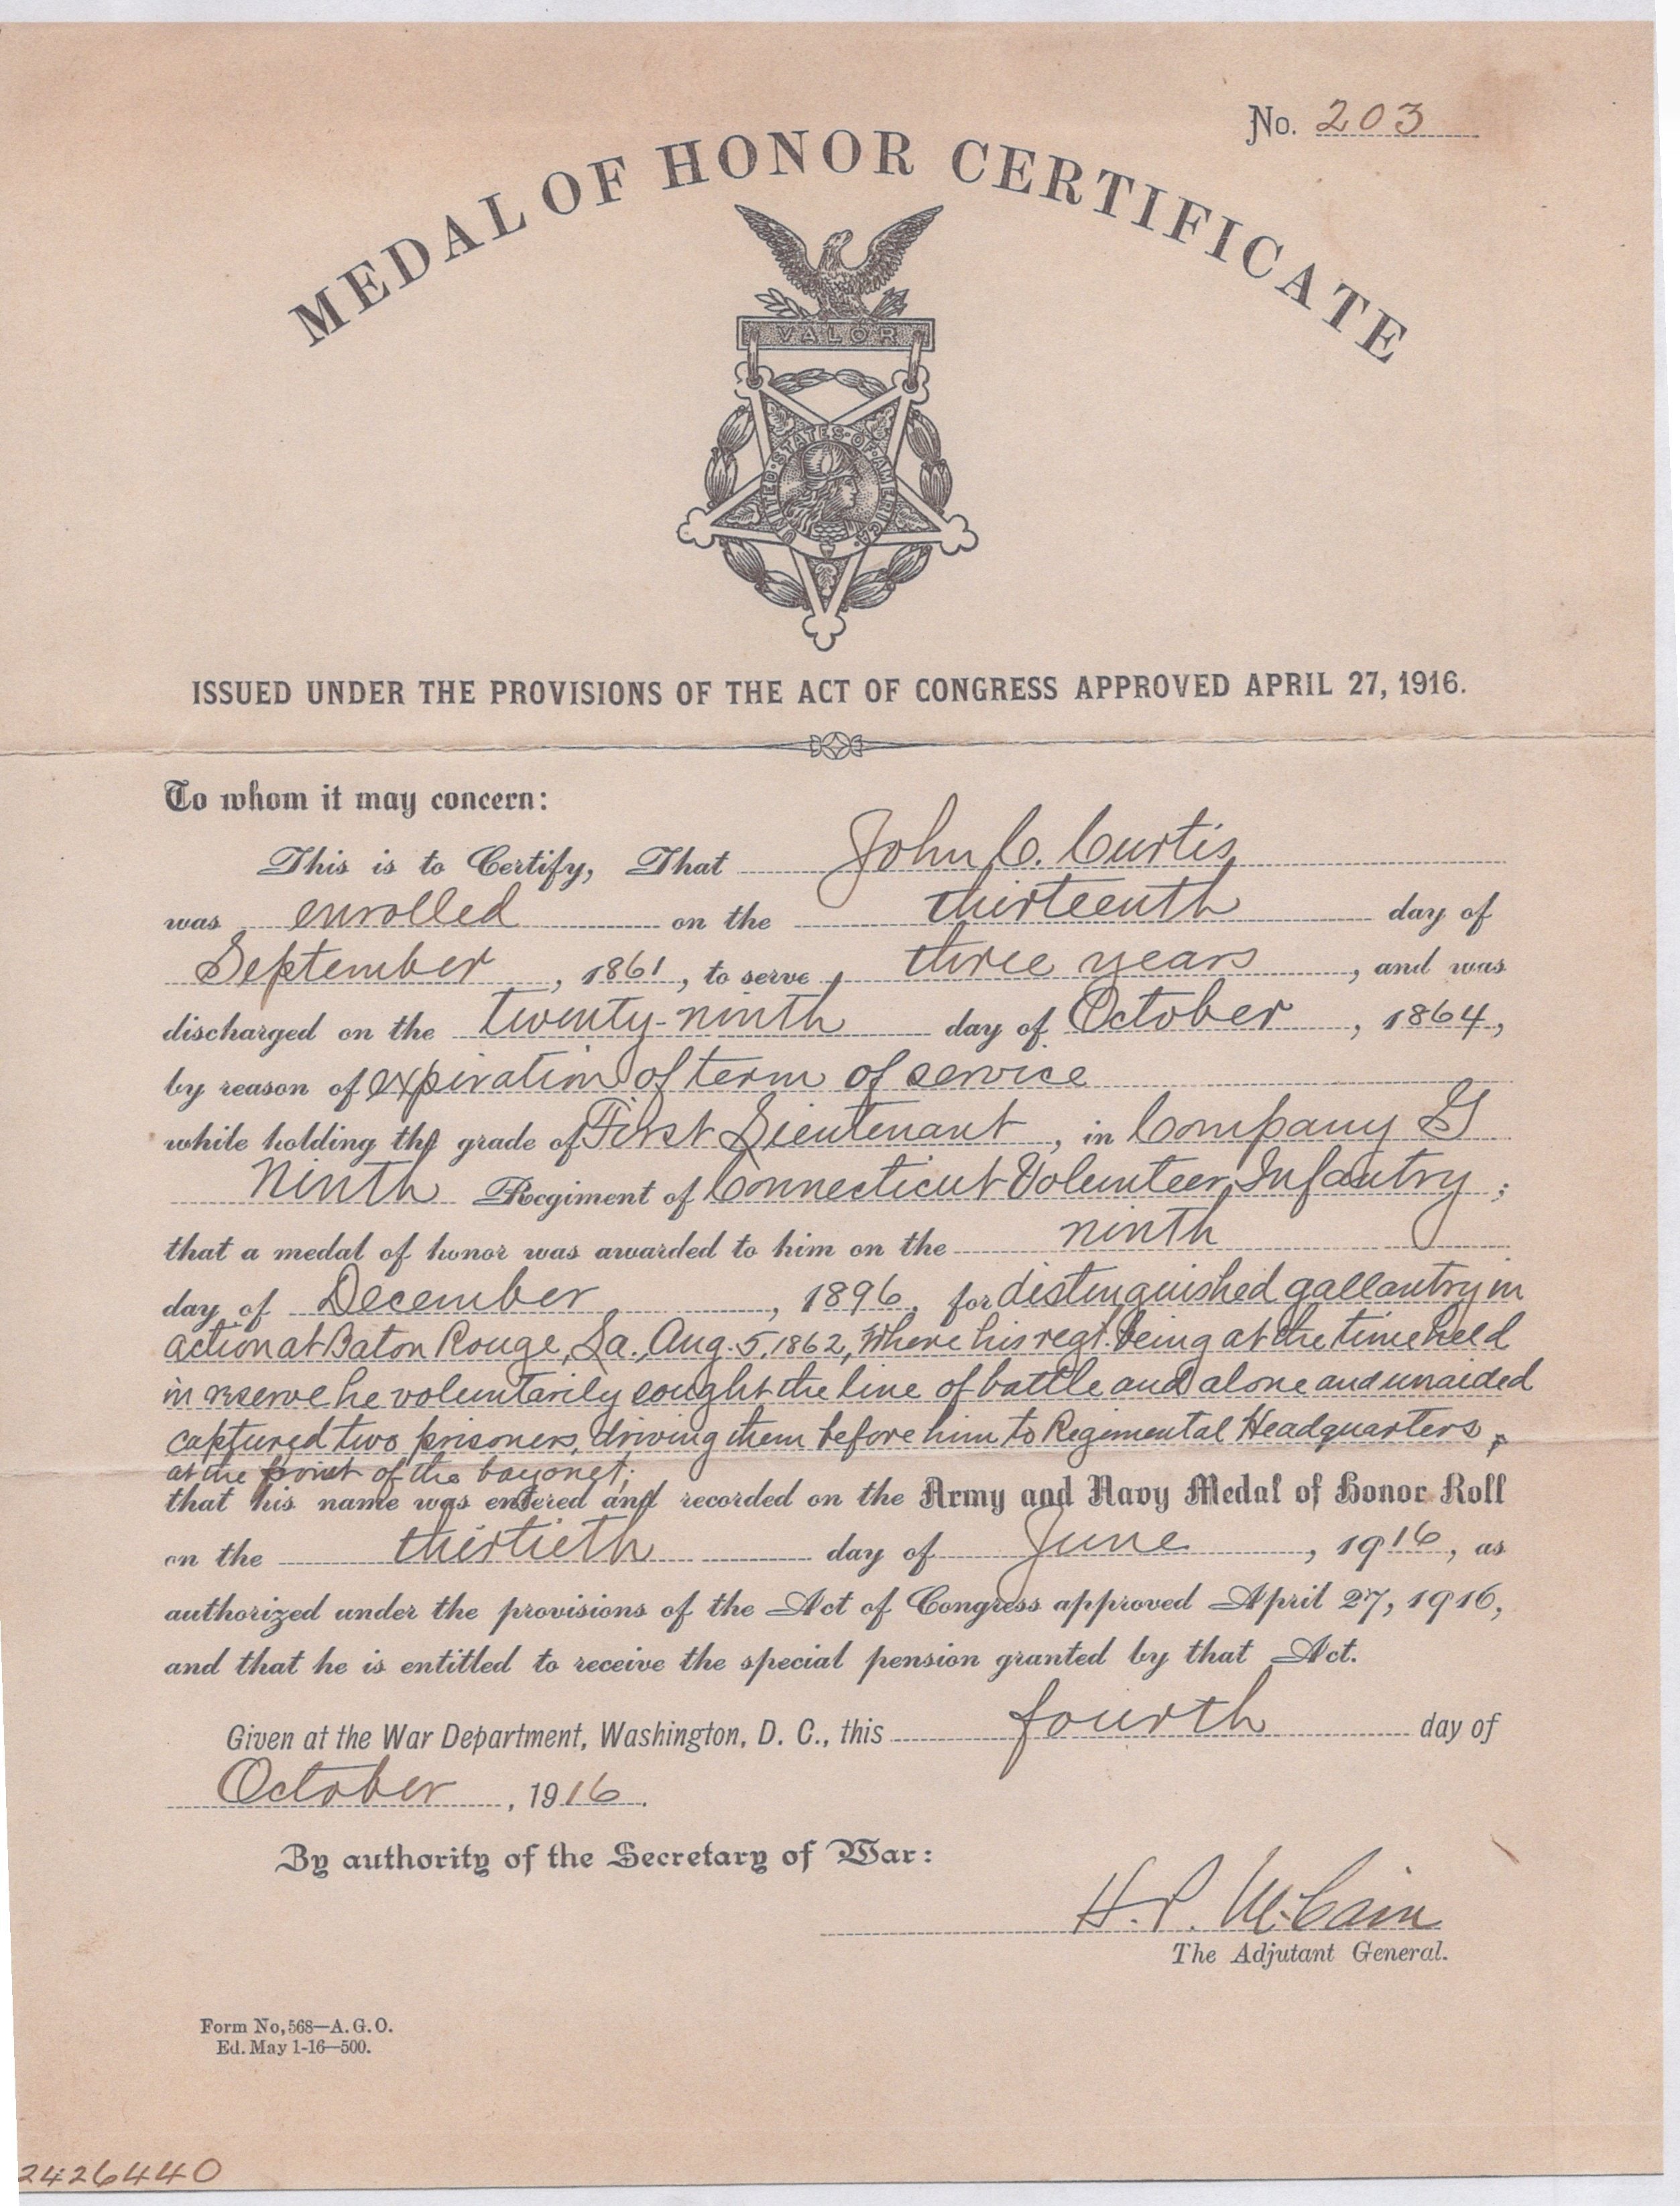 No. 203
MEDAL OF HONOR CERTIFICATE
VALOR
UNITED·STATES·OF·AMERICA
ISSUED UNDER THE PROVISIONS OF THE ACT OF CONGRESS APPROVED APRIL 27, 1916.
To whom it may concern:
This is to Certify, That John C. Curtis
was enrolled on the thirteenth day of
September, 1861, to serve three years, and was
discharged on the twenty-ninth day of October, 1864,
by reason of expiration of term of service
while holding the grade of First Lieutenant, in Company G
Ninth Regiment of Connecticut Volunteer Infantry;
that a medal of honor was awarded to him on the ninth
day of December, 1896, for distinguished gallantry in
action at Baton Rouge, La., Aug. 5, 1862, Where his regt. being at the time held
in reserve he voluntarily sought the line of battle and alone and unaided
captured two prisoners, driving them before him to Regimental Headquarters,
at the point of the bayonet;
that his name was entered and recorded on the Army and Navy Medal of Honor Roll
on the thirtieth day of June, 1916, as
authorized under the provisions of the Act of Congress approved April 27, 1916,
and that he is entitled to receive the special pension granted by that Act.
Given at the War Department, Washington, D. C., this fourth day of
October, 1916.
By authority of the Secretary of War:
H. P. McCain
The Adjutant General.
Form No, 568—A. G. O.
Ed. May 1-16—500.
2426440